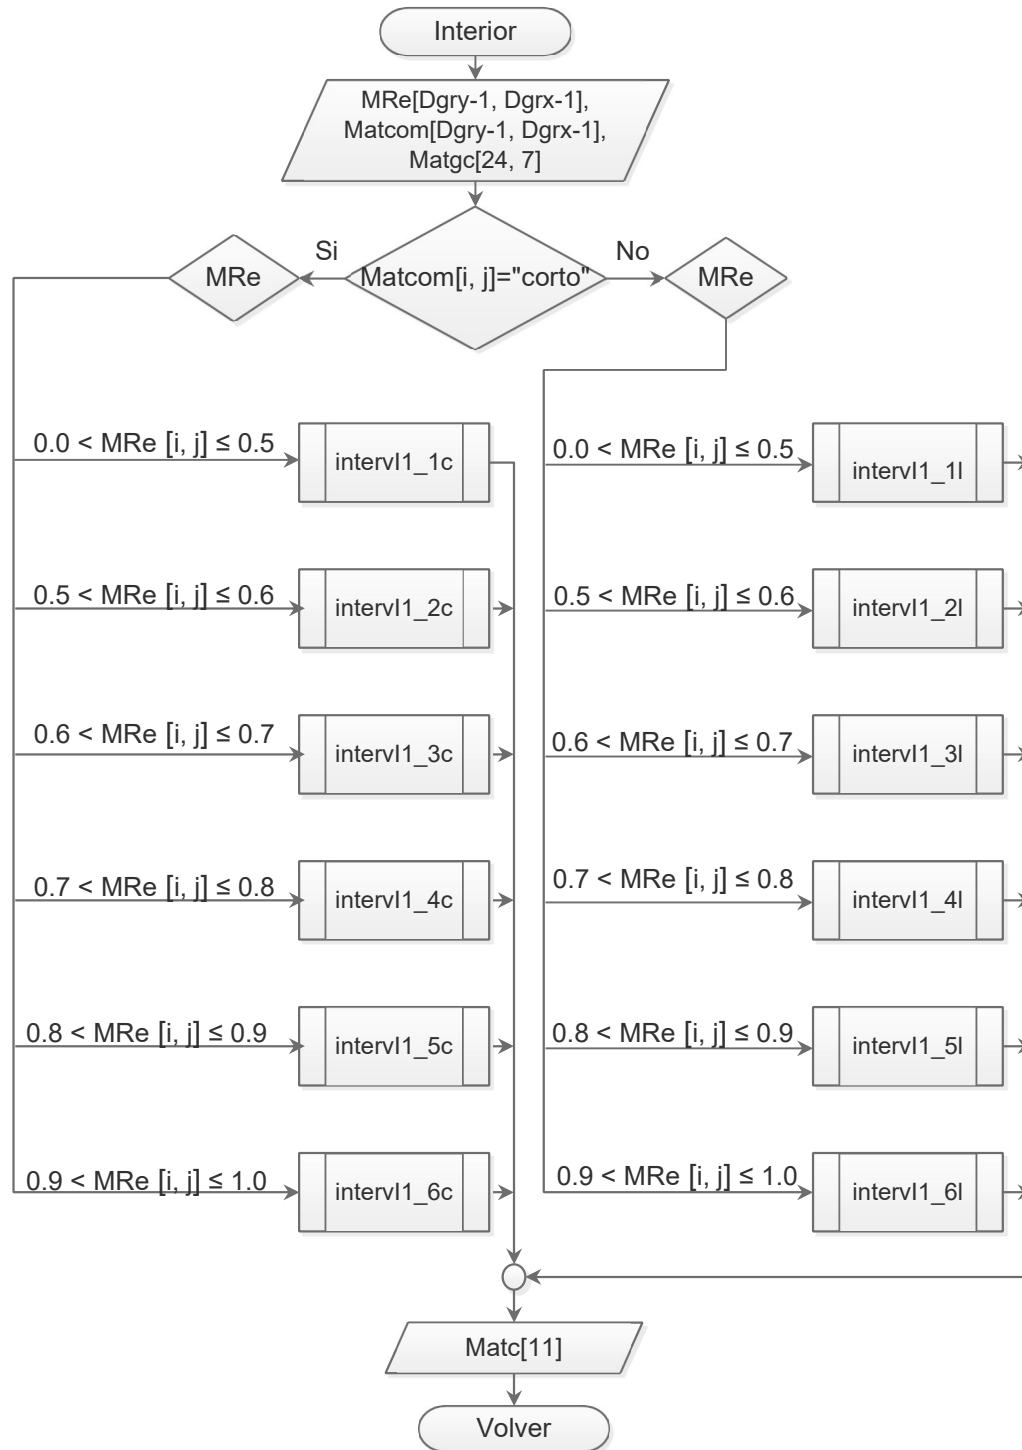 Interior
MRe[Dgry-1, Dgrx-1],
Matcom[Dgry-1, Dgrx-1],
Matgc[24, 7]
MRe
Si
Matcom[i, j]="corto"
No
MRe
0.0 < MRe [i, j] ≤ 0.5
intervl1_1c
0.0 < MRe [i, j] ≤ 0.5
intervl1_1l
0.5 < MRe [i, j] ≤ 0.6
intervl1_2c
0.5 < MRe [i, j] ≤ 0.6
intervl1_2l
0.6 < MRe [i, j] ≤ 0.7
intervl1_3c
0.6 < MRe [i, j] ≤ 0.7
intervl1_3l
0.7 < MRe [i, j] ≤ 0.8
intervl1_4c
0.7 < MRe [i, j] ≤ 0.8
intervl1_4l
0.8 < MRe [i, j] ≤ 0.9
intervl1_5c
0.8 < MRe [i, j] ≤ 0.9
intervl1_5l
0.9 < MRe [i, j] ≤ 1.0
intervl1_6c
0.9 < MRe [i, j] ≤ 1.0
intervl1_6l
Matc[11]
Volver